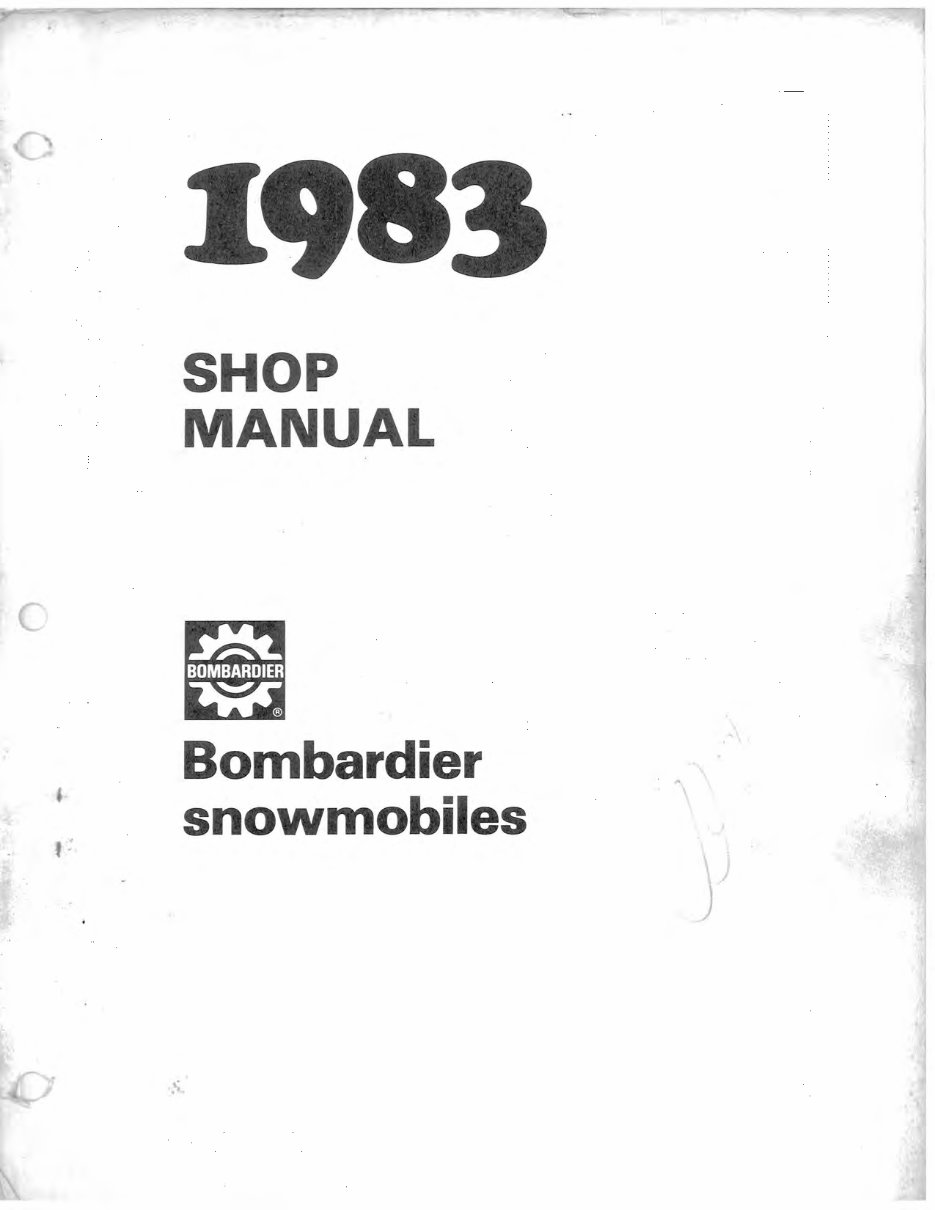 1983
SHOP
MANUAL
BOMBARDIER
®
Bombardier
snowmobiles